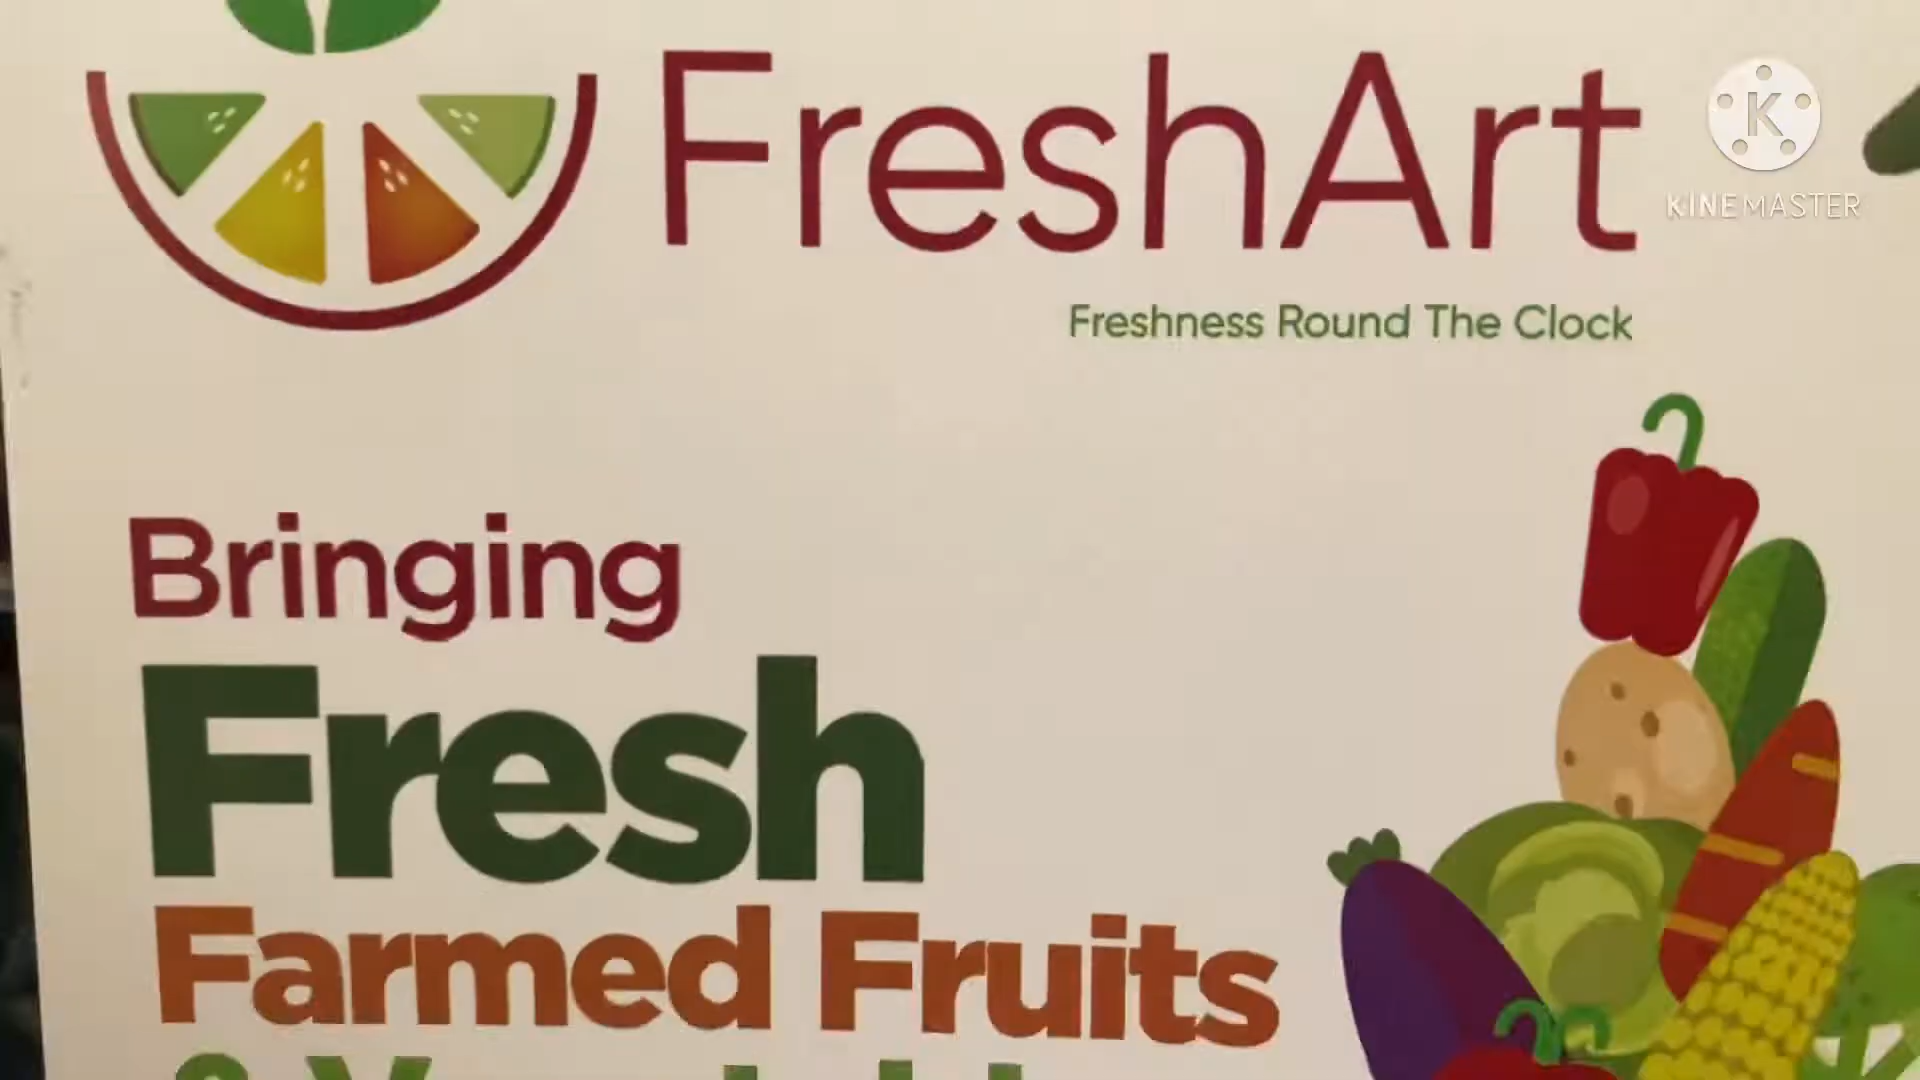 FreshArt
K
KINEMASTER
Freshness Round The Clock
Bringing
Fresh
Farmed Fruits
&